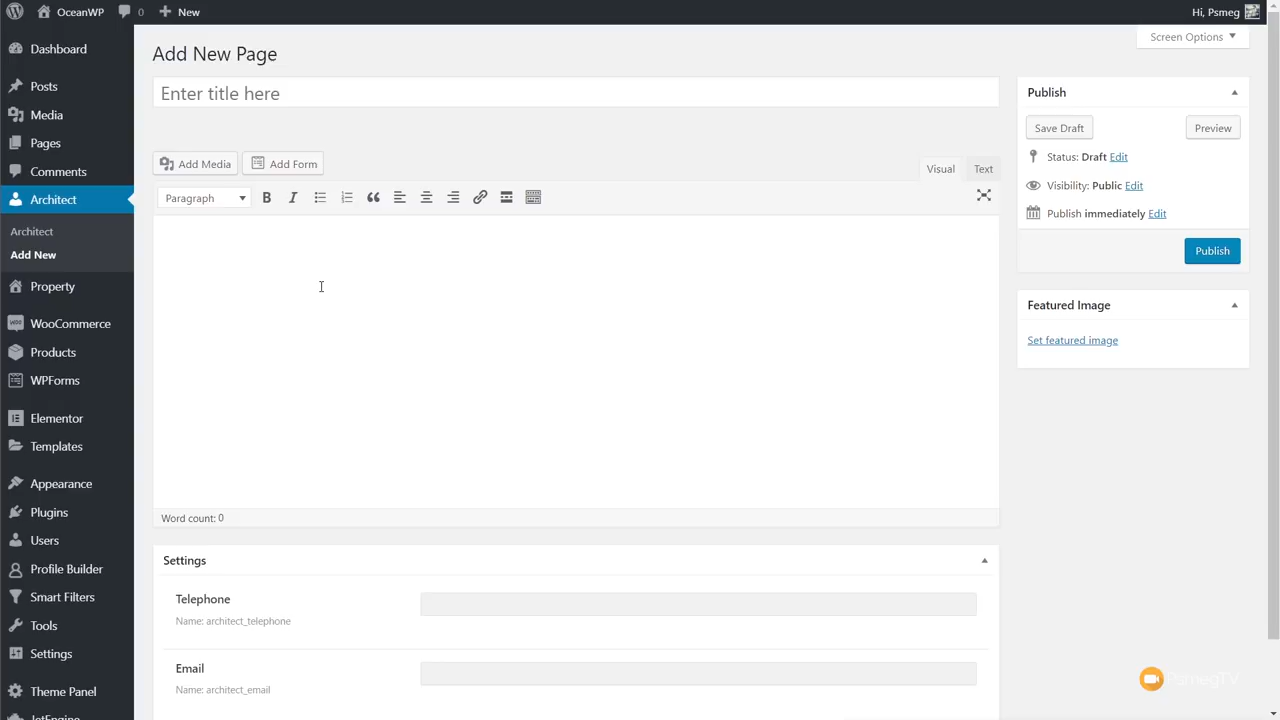 OceanWP 0 New
Hi, Psmeg
Dashboard
Posts
Media
Pages
Comments
Architect
Architect
Add New
Property
WooCommerce
Products
WPForms
Elementor
Templates
Appearance
Plugins
Users
Profile Builder
Smart Filters
Tools
Settings
Theme Panel
JetEngine
Screen Options
Add New Page
Enter title here
Add Media
Add Form
Visual
Text
Paragraph
Word count: 0
Settings
Telephone
Name: architect_telephone
Email
Name: architect_email
Publish
Save Draft
Preview
Status: Draft Edit
Visibility: Public Edit
Publish immediately Edit
Publish
Featured Image
Set featured image
PsmegTV